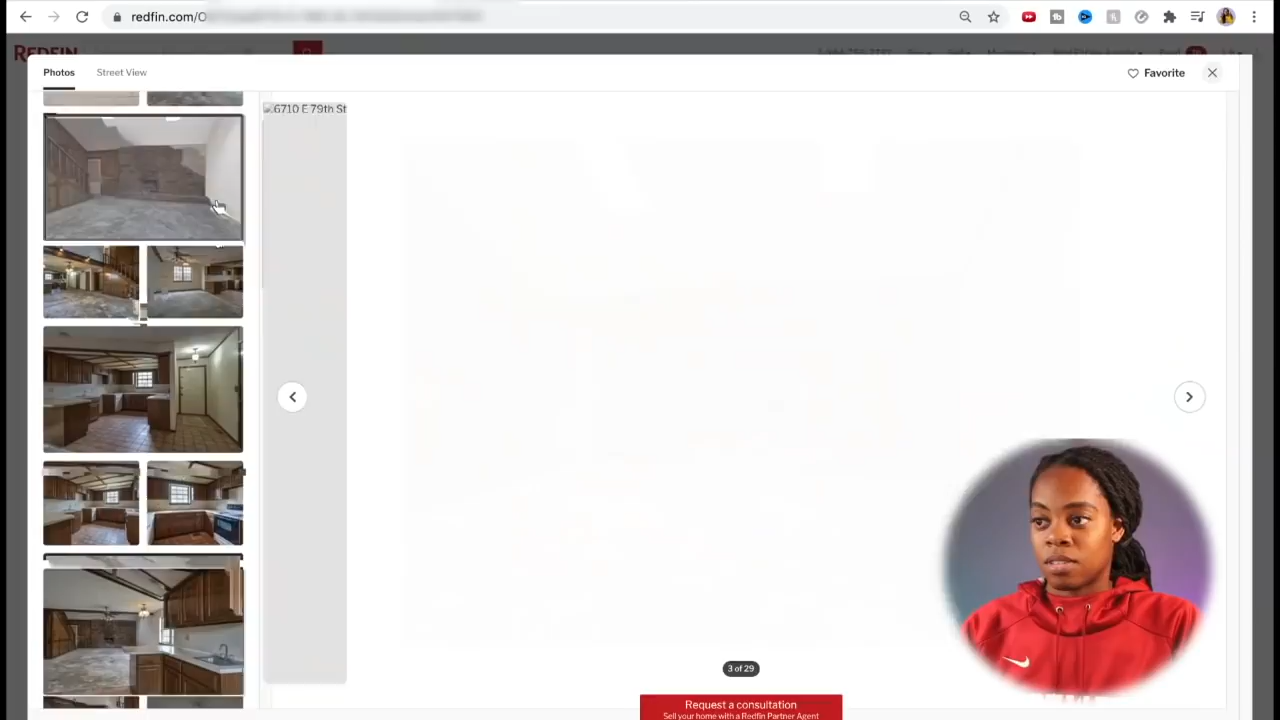 redfin.com/O
REDFIN
Photos
Street View
Favorite
6710 E 79th St
3 of 29
Request a consultation
Sell your home with a Redfin Partner Agent